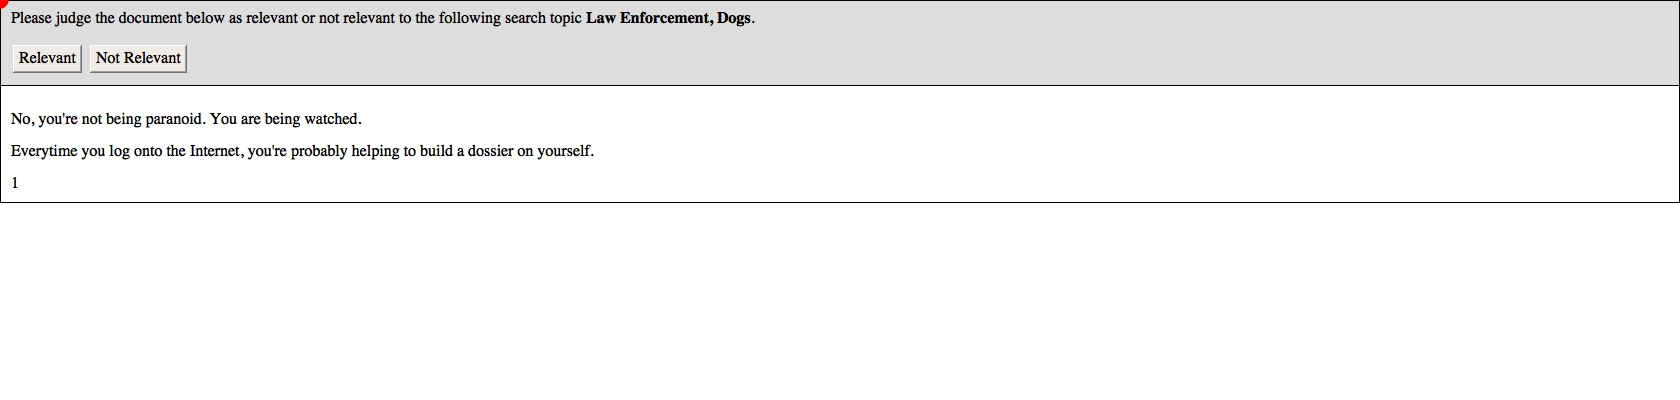 Please judge the document below as relevant or not relevant to the following search topic Law Enforcement, Dogs.
Relevant Not Relevant
No, you're not being paranoid. You are being watched.
Everytime you log onto the Internet, you're probably helping to build a dossier on yourself.
1